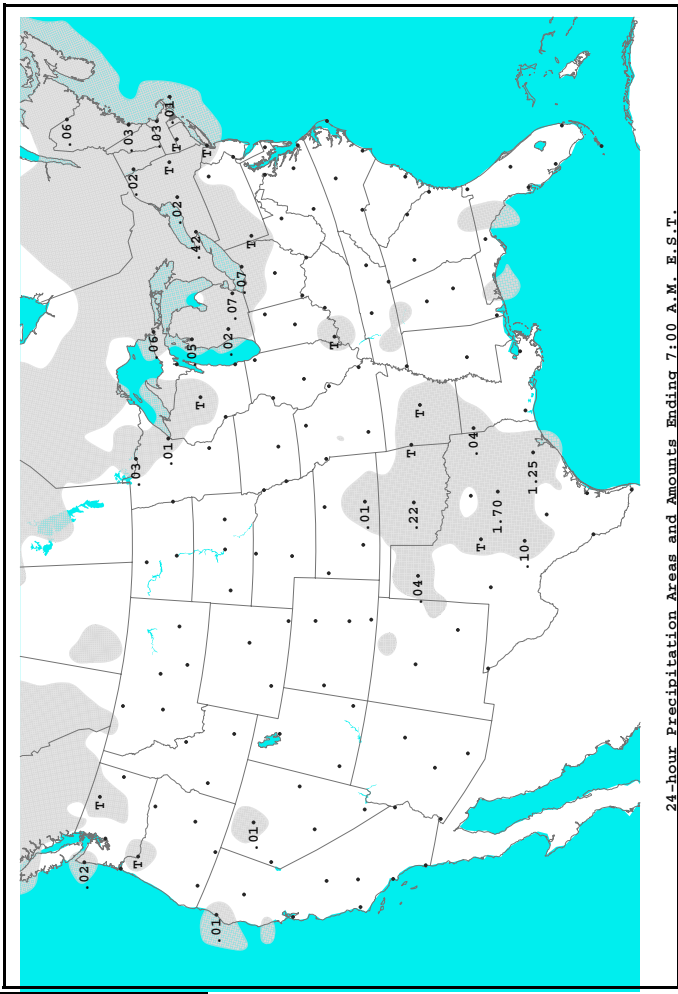 .06
.02
T
.03
.02
.03
T
.06
.03
.01
.01
T
T
.02
.05
.42
T
T
.01
.02
.07
.07
T
.01
T
.01
T
.22
.04
T
.04
T
1.70
.10
1.25
24-hour Precipitation Areas and Amounts Ending 7:00 A.M. E.S.T.